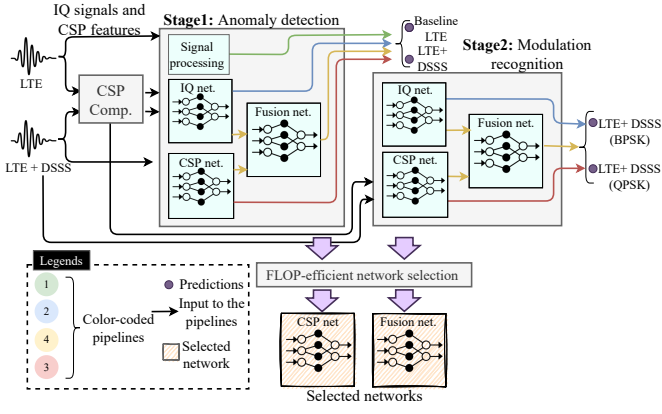 IQ signals and
CSP features
Stage1: Anomaly detection
Baseline
LTE
LTE+
DSSS
Stage2: Modulation
recognition
Signal
processing
LTE
CSP
Comp.
IQ net.
Fusion net.
CSP net.
LTE + DSSS
IQ net.
Fusion net.
CSP net.
LTE+ DSSS
(BPSK)
LTE+ DSSS
(QPSK)
FLOP-efficient network selection
Legends
1
2
4
3
Color-coded
pipelines
Predictions
Input to the
pipelines
Selected
network
CSP net
Fusion net.
Selected networks